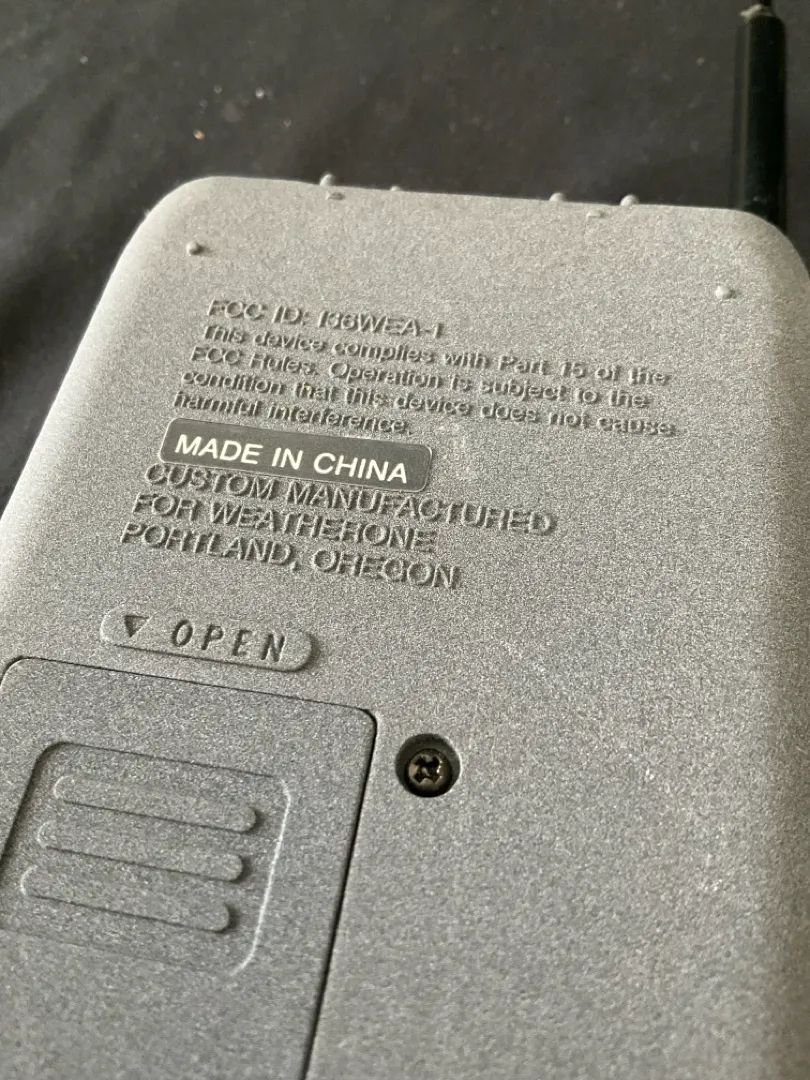 FCC ID: I36WEA-1
This device complies with Part 15 of the
FCC Rules. Operation is subject to the
condition that this device does not cause
harmful interference.
MADE IN CHINA
CUSTOM MANUFACTURED
FOR WEATHERONE
PORTLAND, OREGON
OPEN